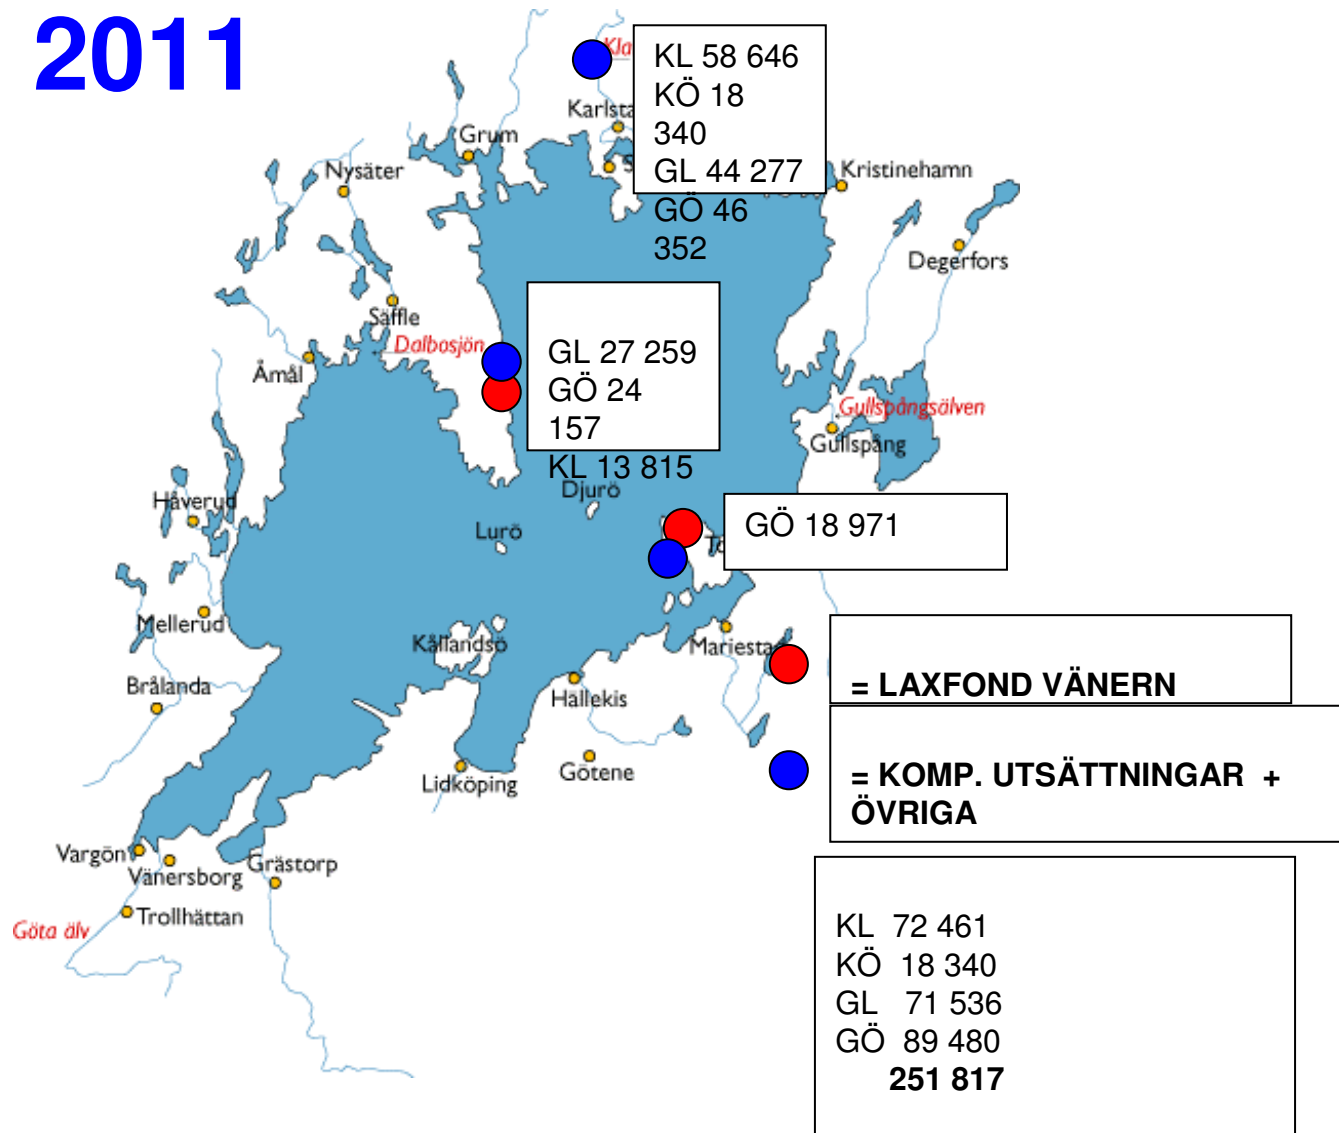 2011
Kla
KL 58 646
KÖ 18
340
GL 44 277
GÖ 46
352
Karlsta
Grum
S
Nysäter
Kristinehamn
Degerfors
Säffle
Dalbosjön
Åmål
GL 27 259
GÖ 24
157
KL 13 815
Gullspångsälven
Gullspång
Djurö
Håverud
Lurö
GÖ 18 971
To
Mellerud
Kållandsö
Mariestad
= LAXFOND VÄNERN
Brålanda
Hällekis
Lidköping
Götene
= KOMP. UTSÄTTNINGAR +
ÖVRIGA
Vargön
Vänersborg
Grästorp
Trollhättan
Göta älv
KL 72 461
KÖ 18 340
GL 71 536
GÖ 89 480
251 817